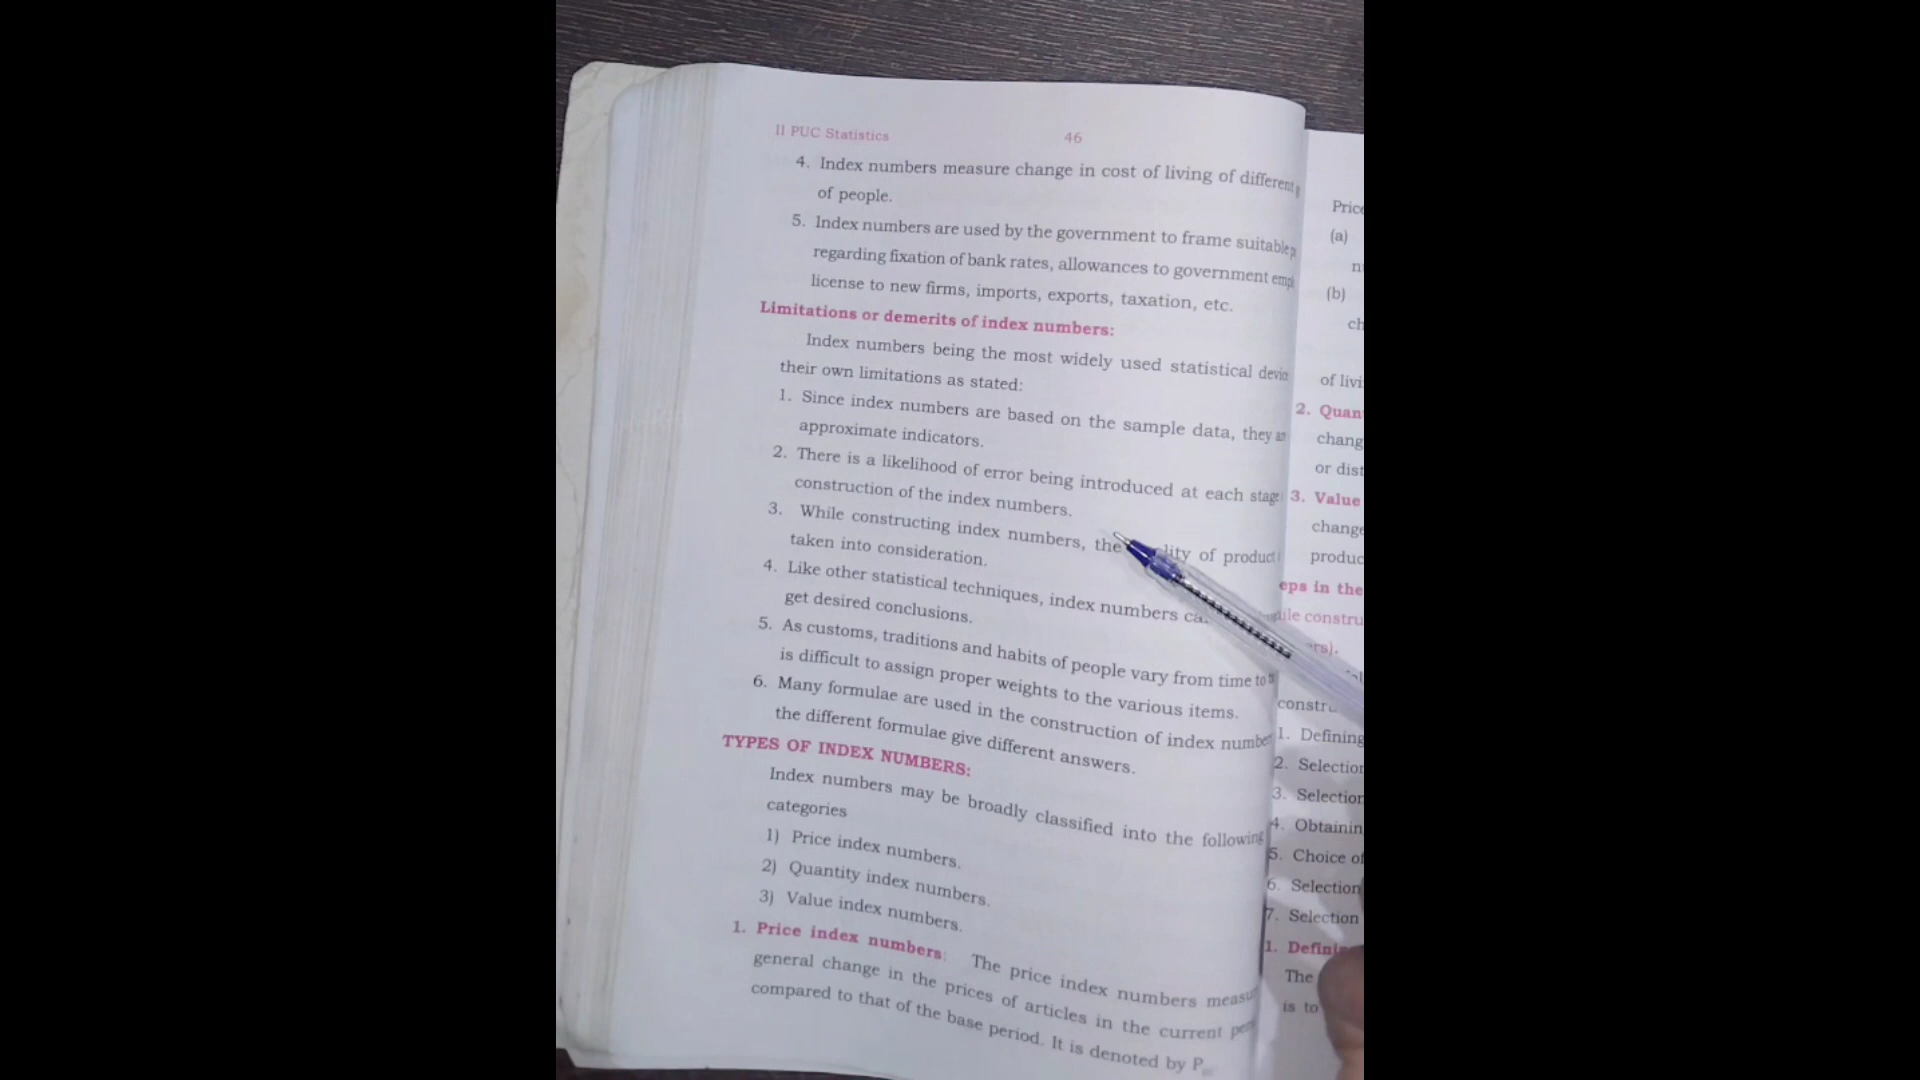 II PUC Statistics 46
4. Index numbers measure change in cost of living of different
of people.
5. Index numbers are used by the government to frame suitable
regarding fixation of bank rates, allowances to government
license to new firms, imports, exports, taxation, etc.
Limitations or demerits of index numbers:
Index numbers being the most widely used statistical
their own limitations as stated:
1. Since index numbers are based on the sample data, they
approximate indicators.
2. There is a likelihood of error being introduced at each stage
construction of the index numbers.
3. While constructing index numbers, the of product
taken into consideration.
4. Like other statistical techniques, index numbers
get desired conclusions.
5. As customs, traditions and habits of people vary from time to
is difficult to assign proper weights to the various items.
6. Many formulae are used in the construction of index
the different formulae give different answers.
TYPES OF INDEX NUMBERS:
Index numbers may be broadly classified into the following
categories
1) Price index numbers.
2) Quantity index numbers.
3) Value index numbers.
1. Price index numbers: The price index numbers
general change in the prices of articles in the current
compared to that of the base period. It is denoted by P
Price
(a)
(b)
of
2.
or
3. Value
change
in the
1. Defining
2. Selection
3. Selection
4.
5. Choice
6. Selection
7. Selection
1.
The
is to